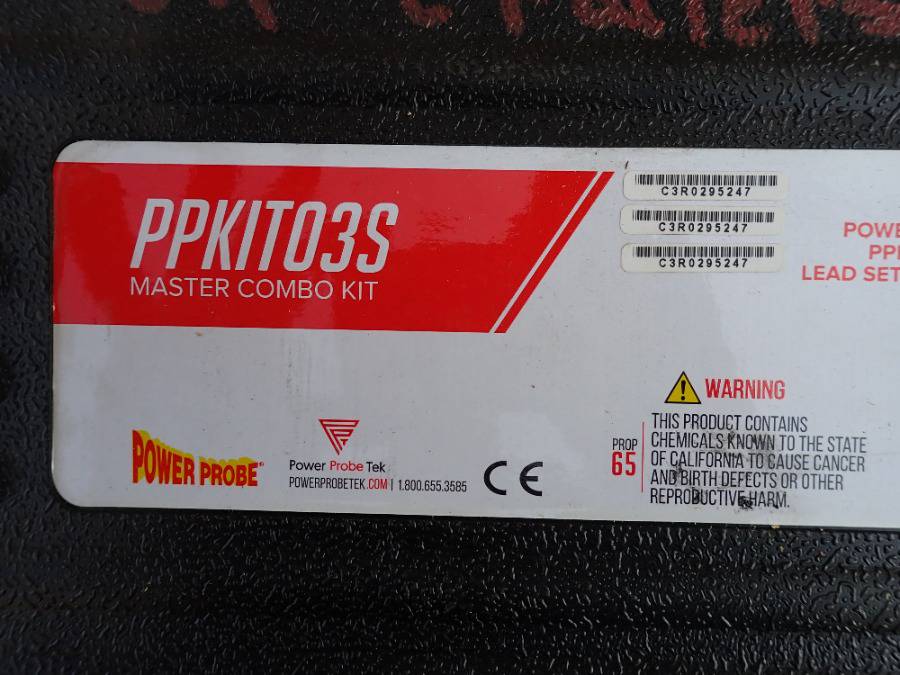 PPKIT03S
MASTER COMBO KIT
C3R0295247
C3R0295247
C3R0295247
LEAD SET
WARNING
PROP
65
THIS PRODUCT CONTAINS
CHEMICALS KNOWN TO THE STATE
OF CALIFORNIA TO CAUSE CANCER
AND BIRTH DEFECTS OR OTHER
REPRODUCTIVE HARM.
POWER PROBE®
Power Probe Tek
POWERPROBETEK.COM | 1.800.655.3585
CE